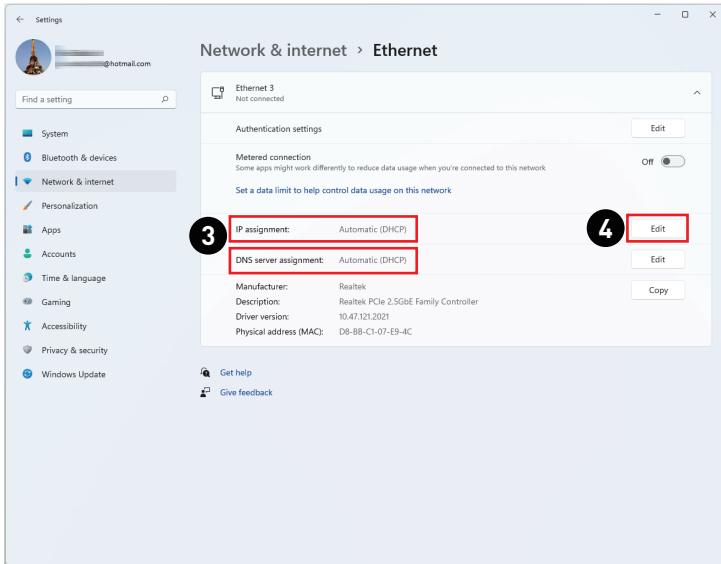 Settings
@hotmail.com
Find a setting
System
Bluetooth & devices
Network & internet
Personalization
Apps
Accounts
Time & language
Gaming
Accessibility
Privacy & security
Windows Update
Network & internet > Ethernet
Ethernet 3
Not connected
Authentication settings
Edit
Metered connection
Some apps might work differently to reduce data usage when you're connected to this network
Off
Set a data limit to help control data usage on this network
3
IP assignment: Automatic (DHCP)
4
Edit
DNS server assignment: Automatic (DHCP)
Edit
Manufacturer: Realtek
Copy
Description: Realtek PCIe 2.5GbE Family Controller
Driver version: 10.47.121.2021
Physical address (MAC): D8-BB-C1-07-E9-4C
Get help
Give feedback